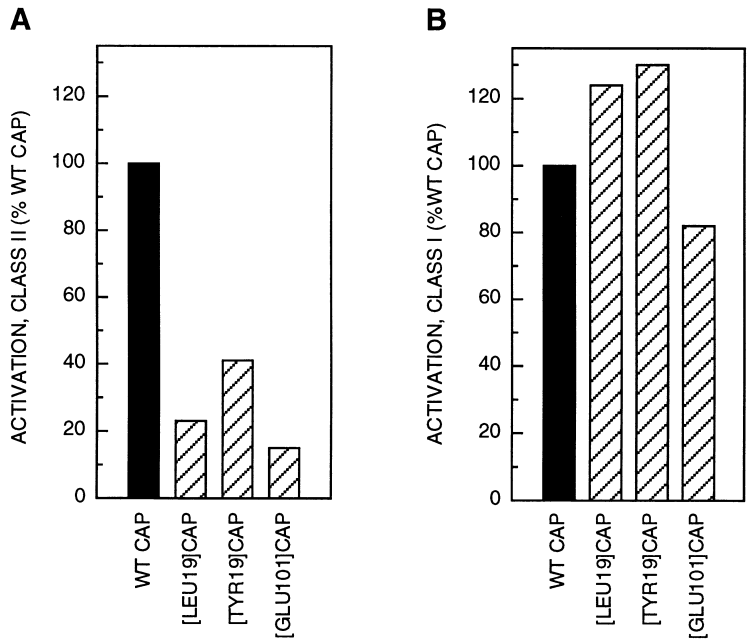 A
ACTIVATION, CLASS II (% WT CAP)
120
100
80
60
40
20
0
WT CAP
[LEU19]CAP
[TYR19]CAP
[GLU101]CAP
B
ACTIVATION, CLASS I (%WT CAP)
120
100
80
60
40
20
0
WT CAP
[LEU19]CAP
[TYR19]CAP
[GLU101]CAP